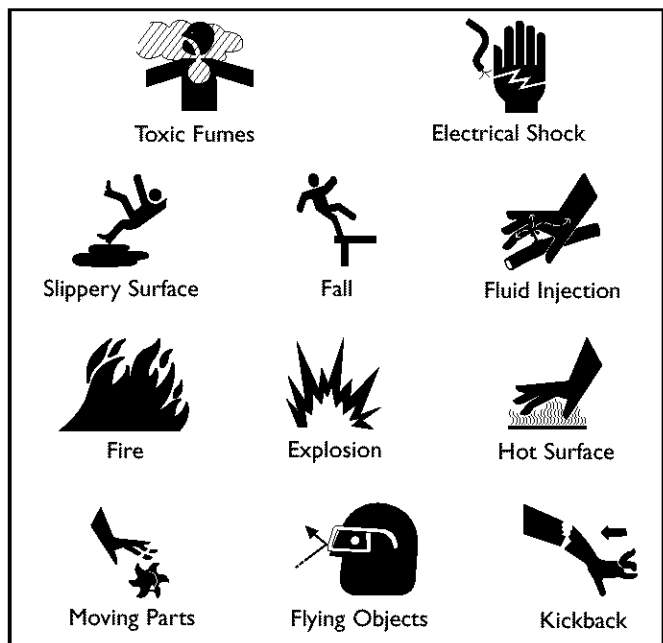 Toxic Fumes
Electrical Shock
Slippery Surface
Fall
Fluid Injection
Fire
Explosion
Hot Surface
Moving Parts
Flying Objects
Kickback